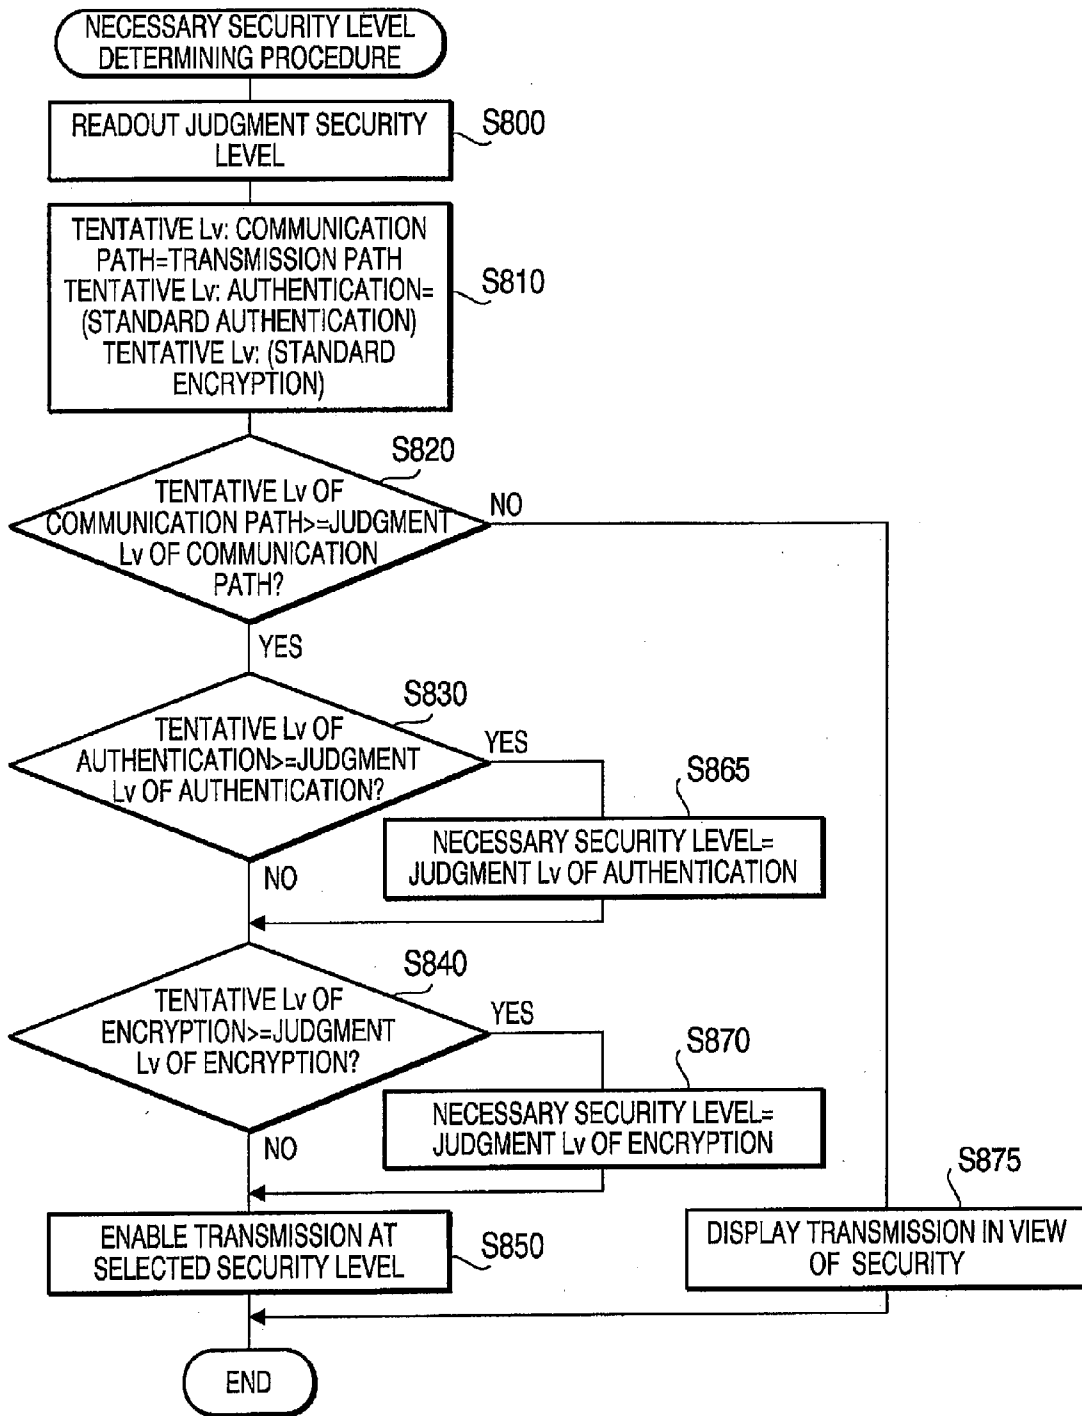 NECESSARY SECURITY LEVEL
DETERMINING PROCEDURE
READOUT JUDGMENT SECURITY
LEVEL
S800
TENTATIVE Lv: COMMUNICATION
PATH=TRANSMISSION PATH
TENTATIVE Lv: AUTHENTICATION=
(STANDARD AUTHENTICATION)
TENTATIVE Lv: (STANDARD
ENCRYPTION)
S810
S820
TENTATIVE Lv OF
COMMUNICATION PATH>=JUDGMENT
Lv OF COMMUNICATION
PATH?
NO
YES
S830
TENTATIVE Lv OF
AUTHENTICATION>=JUDGMENT
Lv OF AUTHENTICATION?
YES
S865
NECESSARY SECURITY LEVEL=
JUDGMENT Lv OF AUTHENTICATION
NO
S840
TENTATIVE Lv OF
ENCRYPTION>=JUDGMENT
Lv OF ENCRYPTION?
YES
S870
NECESSARY SECURITY LEVEL=
JUDGMENT Lv OF ENCRYPTION
NO
S875
ENABLE TRANSMISSION AT
SELECTED SECURITY LEVEL
S850
DISPLAY TRANSMISSION IN VIEW
OF SECURITY
END